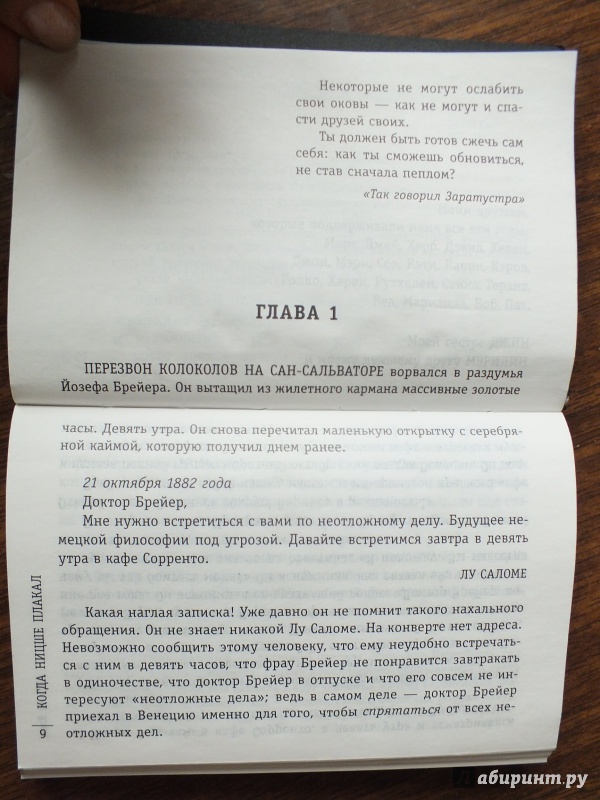 Некоторые не могут ослабить
свои оковы — как не могут и спа-
сти друзей своих.
Ты должен быть готов сжечь сам
себя: как ты сможешь обновиться,
не став сначала пеплом?
«Так говорил Заратустра»
ГЛАВА 1
ПЕРЕЗВОН КОЛОКОЛОВ НА САН-САЛЬВАТОРЕ ворвался в раздумья
Йозефа Брейера. Он вытащил из жилетного кармана массивные золотые
часы. Девять утра. Он снова перечитал маленькую открытку с серебря-
ной каймой, которую получил днем ранее.
21 октября 1882 года
Доктор Брейер,
Мне нужно встретиться с вами по неотложному делу. Будущее не-
мецкой философии под угрозой. Давайте встретимся завтра в девять
утра в кафе Сорренто.
ЛУ САЛОМЕ
Какая наглая записка! Уже давно он не помнит такого нахального
обращения. Он не знает никакой Лу Саломе. На конверте нет адреса.
Невозможно сообщить этому человеку, что ему неудобно встречать-
ся с ним в девять часов, что фрау Брейер не понравится завтракать
в одиночестве, что доктор Брейер в отпуске и что его совсем не ин-
тересуют «неотложные дела»; ведь в самом деле — доктор Брейер
приехал в Венецию именно для того, чтобы спрятаться от всех не-
отложных дел.
КОГДА НИЦШЕ ПЛАКАЛ
9
лабиринт.ру